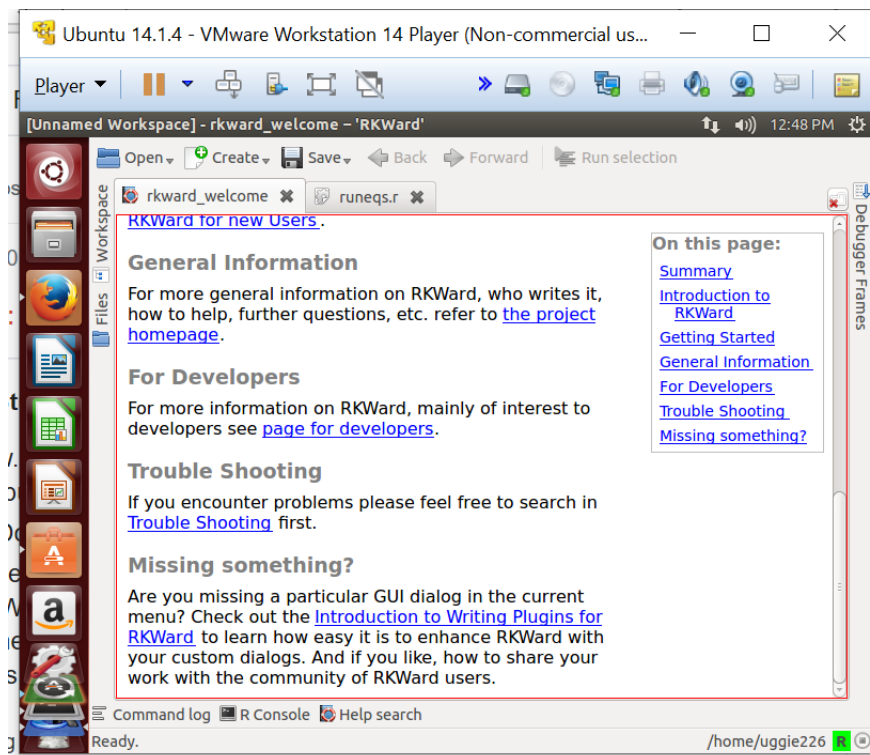 Ubuntu 14.1.4 - VMware Workstation 14 Player (Non-commercial us...
Player
[Unnamed Workspace] - rkward_welcome – 'RKWard'
12:48 PM
Open
Create
Save
Back
Forward
Run selection
rkward_welcome
runeqs.r
Workspace
Files
Debugger Frames
RKWard for new Users .
General Information
For more general information on RKWard, who writes it,
how to help, further questions, etc. refer to the project
homepage.
For Developers
For more information on RKWard, mainly of interest to
developers see page for developers.
Trouble Shooting
If you encounter problems please feel free to search in
Trouble Shooting first.
Missing something?
Are you missing a particular GUI dialog in the current
menu? Check out the Introduction to Writing Plugins for
RKWard to learn how easy it is to enhance RKWard with
your custom dialogs. And if you like, how to share your
work with the community of RKWard users.
On this page:
Summary
Introduction to
RKWard
Getting Started
General Information
For Developers
Trouble Shooting
Missing something?
Command log
R Console
Help search
Ready.
/home/uggie226
R